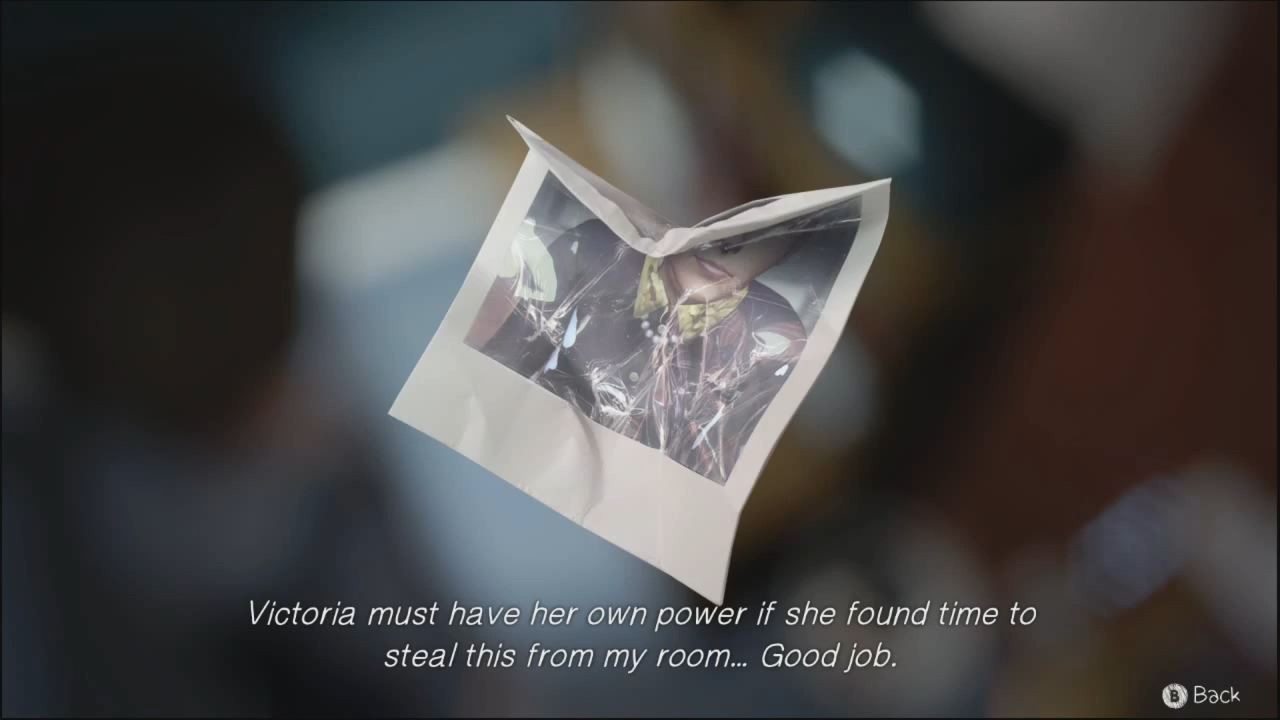 Victoria must have her own power if she found time to
steal this from my room... Good job.
B Back